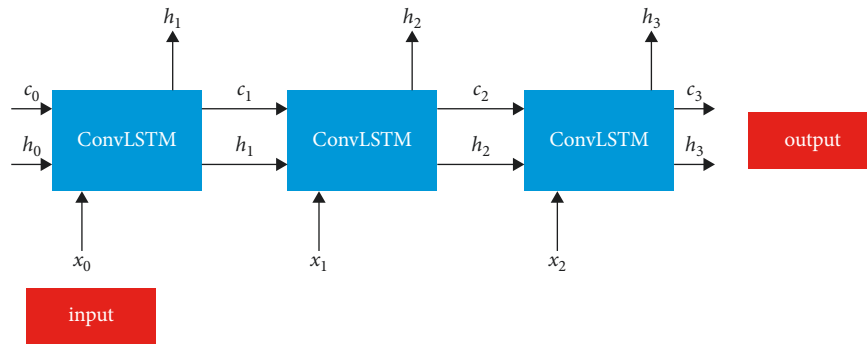 h₁ h₂ h₃
c₀ c₁ c₂ c₃
ConvLSTM ConvLSTM ConvLSTM output
h₀ h₁ h₂ h₃
x₀ x₁ x₂
input